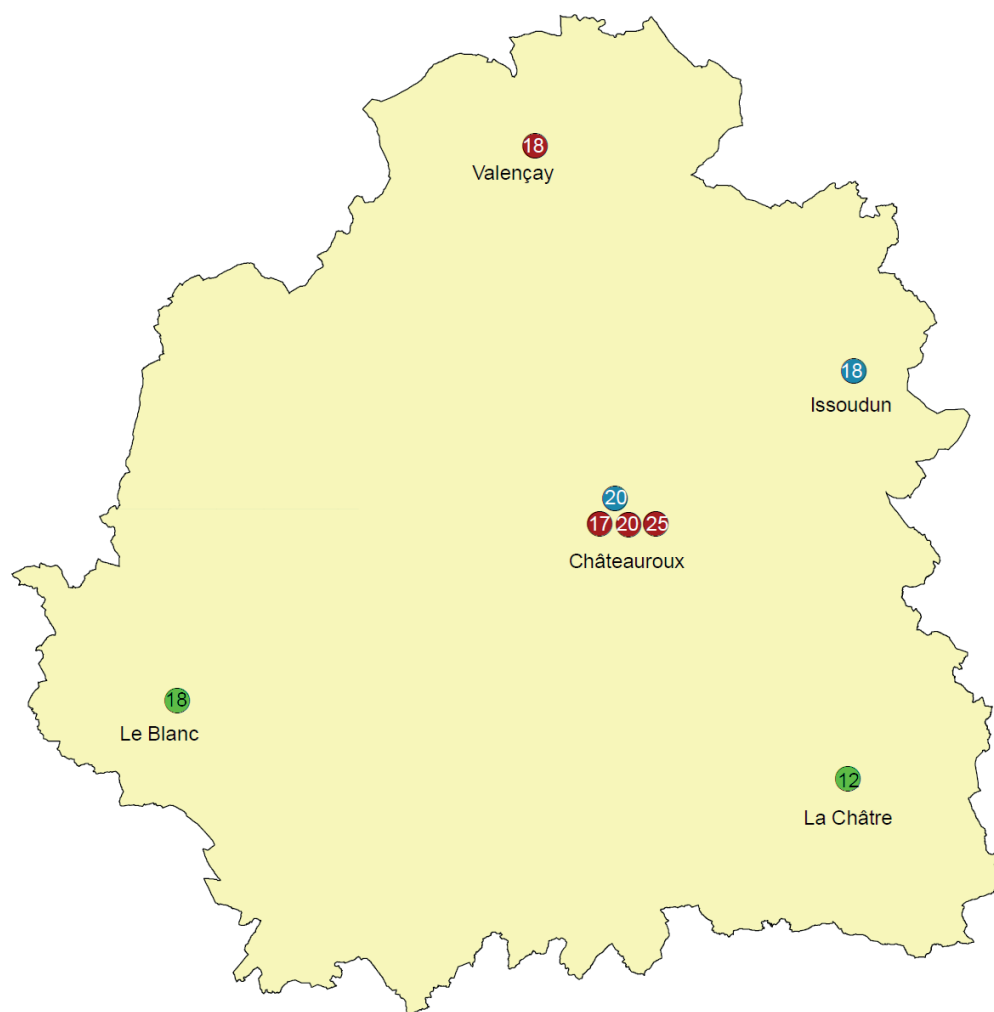 18
Valençay
18
Issoudun
20
17 20 25
Châteauroux
18
Le Blanc
12
La Châtre